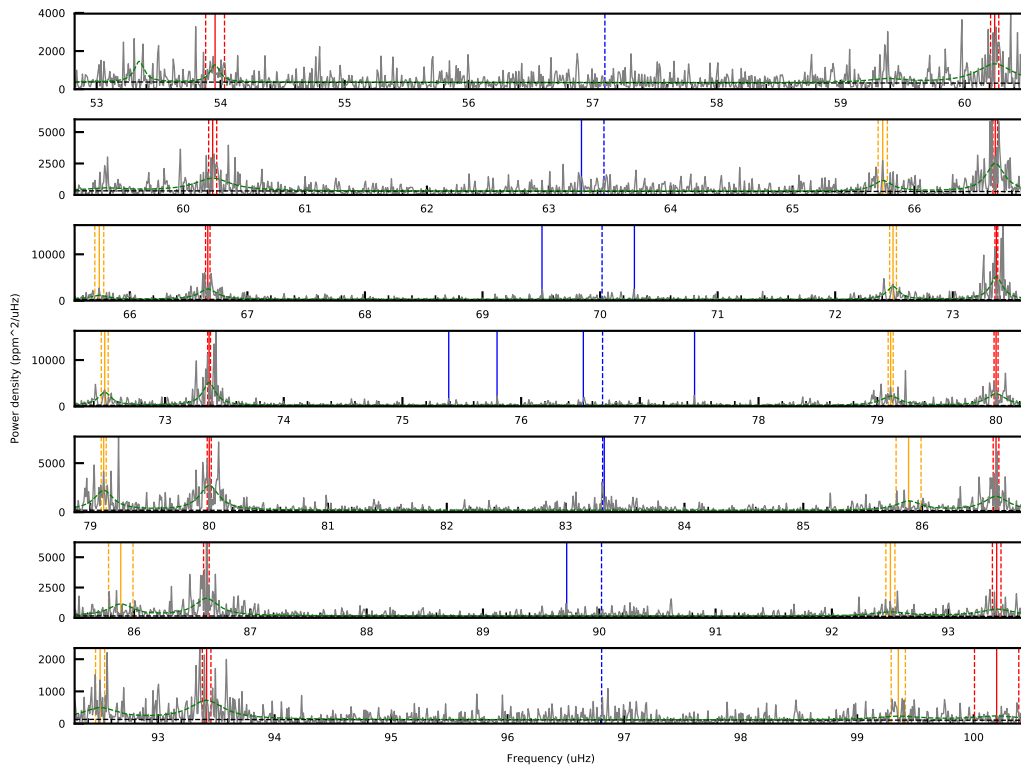 4000
2000
0
53 54 55 56 57 58 59 60
5000
2500
0
60 61 62 63 64 65 66
10000
0
66 67 68 69 70 71 72 73
Power density (ppm^2/uHz)
10000
0
73 74 75 76 77 78 79 80
5000
0
79 80 81 82 83 84 85 86
5000
2500
0
86 87 88 89 90 91 92 93
2000
1000
0
93 94 95 96 97 98 99 100
Frequency (uHz)